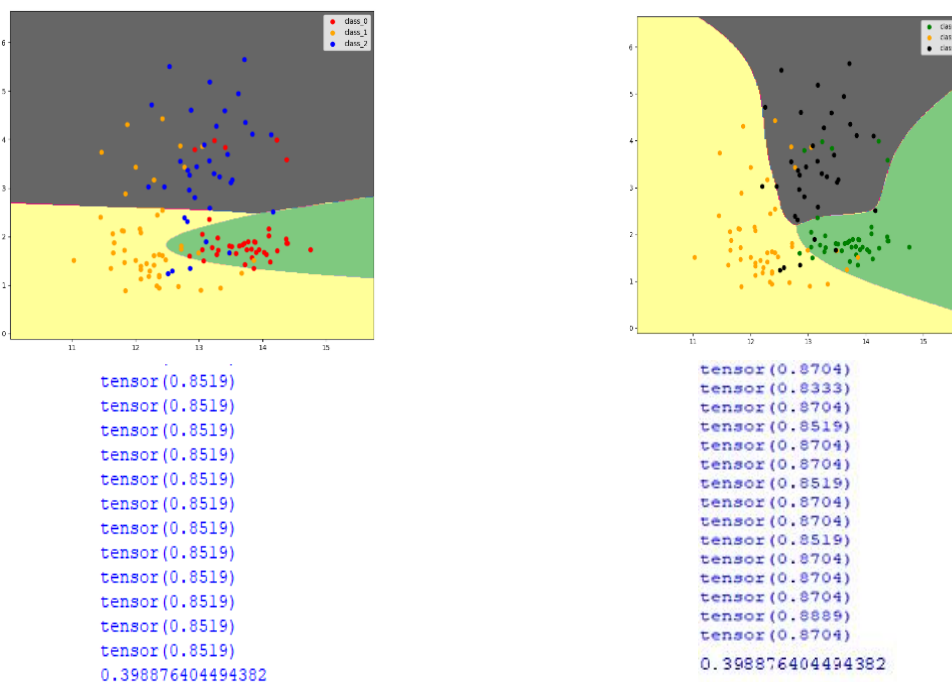 class_0
class_1
class_2
6
5
4
3
2
1
0
11
12
13
14
15
clas
clas
clas
6
5
4
3
2
1
0
11
12
13
14
15
tensor(0.8519)
tensor(0.8519)
tensor(0.8519)
tensor(0.8519)
tensor(0.8519)
tensor(0.8519)
tensor(0.8519)
tensor(0.8519)
tensor(0.8519)
tensor(0.8519)
tensor(0.8519)
tensor(0.8519)
0.398876404494382
tensor(0.8704)
tensor(0.8333)
tensor(0.8704)
tensor(0.8519)
tensor(0.8704)
tensor(0.8704)
tensor(0.8519)
tensor(0.8704)
tensor(0.8704)
tensor(0.8519)
tensor(0.8704)
tensor(0.8704)
tensor(0.8704)
tensor(0.8889)
tensor(0.8704)
0.398876404494382